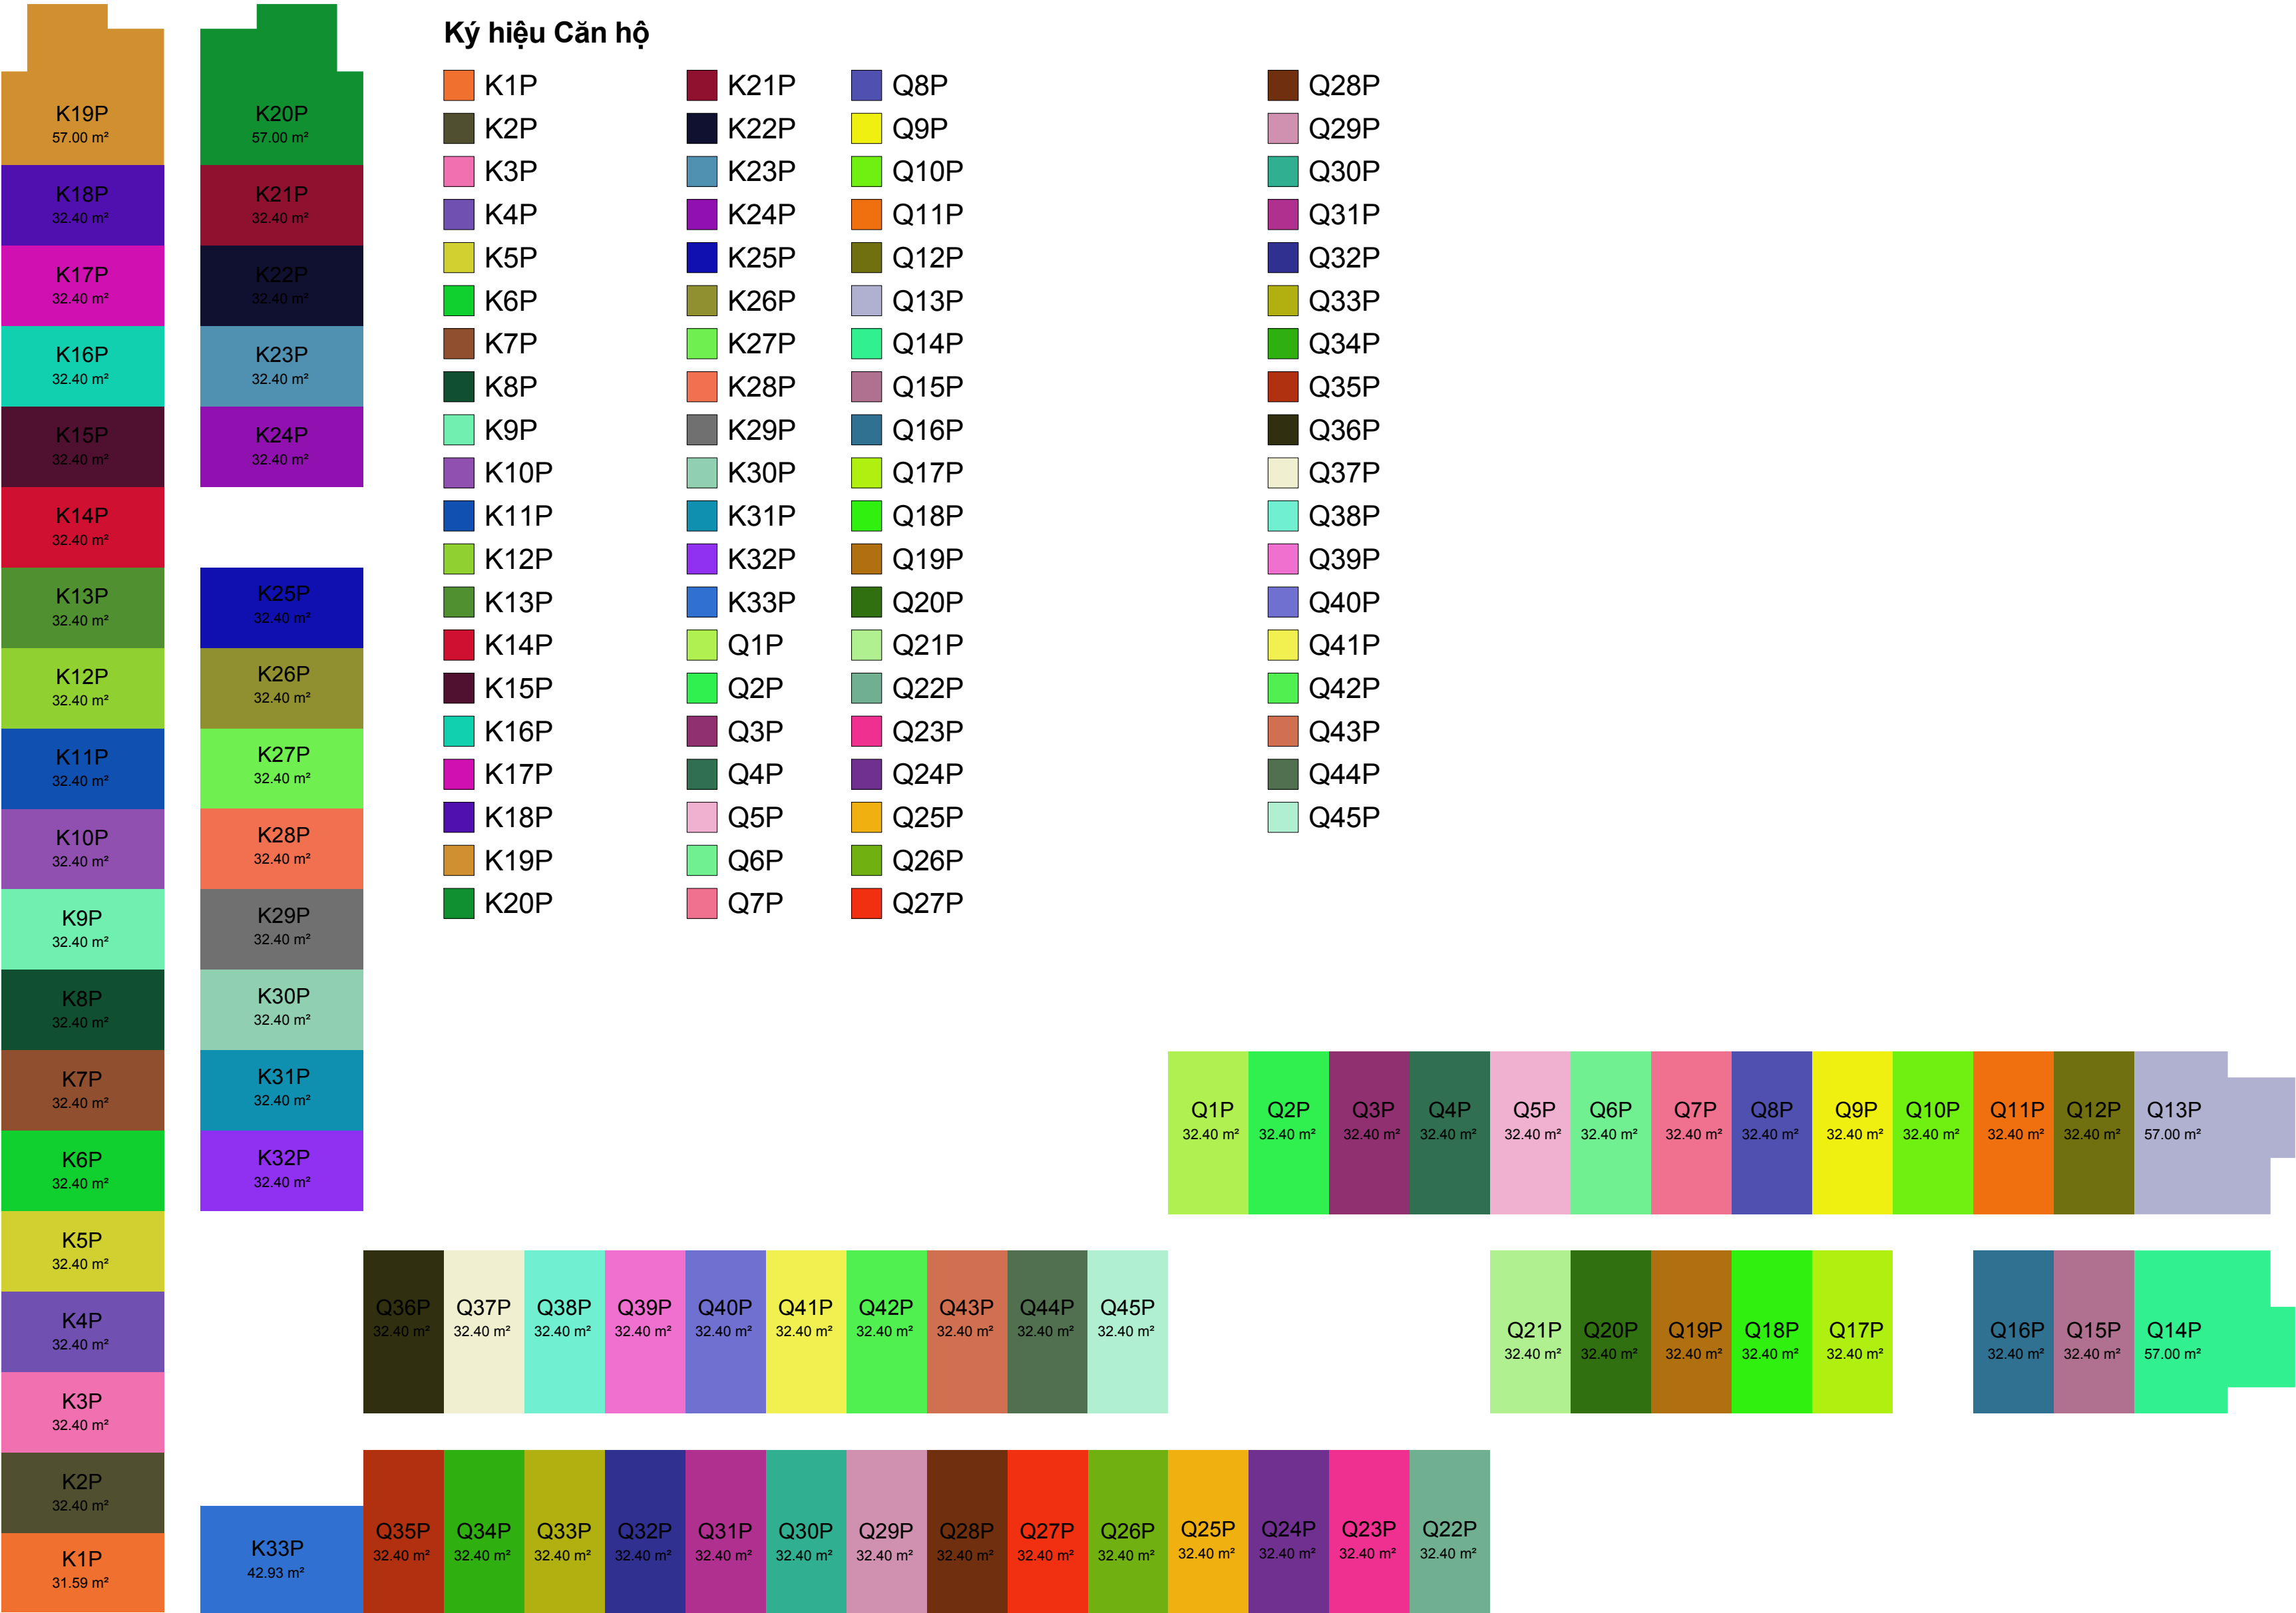 Ký hiệu Căn hộ
K1P
K2P
K3P
K4P
K5P
K6P
K7P
K8P
K9P
K10P
K11P
K12P
K13P
K14P
K15P
K16P
K17P
K18P
K19P
K20P
K21P
K22P
K23P
K24P
K25P
K26P
K27P
K28P
K29P
K30P
K31P
K32P
K33P
Q1P
Q2P
Q3P
Q4P
Q5P
Q6P
Q7P
Q8P
Q9P
Q10P
Q11P
Q12P
Q13P
Q14P
Q15P
Q16P
Q17P
Q18P
Q19P
Q20P
Q21P
Q22P
Q23P
Q24P
Q25P
Q26P
Q27P
Q28P
Q29P
Q30P
Q31P
Q32P
Q33P
Q34P
Q35P
Q36P
Q37P
Q38P
Q39P
Q40P
Q41P
Q42P
Q43P
Q44P
Q45P
K19P
57.00 m²
K18P
32.40 m²
K17P
32.40 m²
K16P
32.40 m²
K15P
32.40 m²
K14P
32.40 m²
K13P
32.40 m²
K12P
32.40 m²
K11P
32.40 m²
K10P
32.40 m²
K9P
32.40 m²
K8P
32.40 m²
K7P
32.40 m²
K6P
32.40 m²
K5P
32.40 m²
K4P
32.40 m²
K3P
32.40 m²
K2P
32.40 m²
K1P
31.59 m²
K20P
57.00 m²
K21P
32.40 m²
K22P
32.40 m²
K23P
32.40 m²
K24P
32.40 m²
K25P
32.40 m²
K26P
32.40 m²
K27P
32.40 m²
K28P
32.40 m²
K29P
32.40 m²
K30P
32.40 m²
K31P
32.40 m²
K32P
32.40 m²
K33P
42.93 m²
Q1P
32.40 m²
Q2P
32.40 m²
Q3P
32.40 m²
Q4P
32.40 m²
Q5P
32.40 m²
Q6P
32.40 m²
Q7P
32.40 m²
Q8P
32.40 m²
Q9P
32.40 m²
Q10P
32.40 m²
Q11P
32.40 m²
Q12P
32.40 m²
Q13P
57.00 m²
Q36P
32.40 m²
Q37P
32.40 m²
Q38P
32.40 m²
Q39P
32.40 m²
Q40P
32.40 m²
Q41P
32.40 m²
Q42P
32.40 m²
Q43P
32.40 m²
Q44P
32.40 m²
Q45P
32.40 m²
Q21P
32.40 m²
Q20P
32.40 m²
Q19P
32.40 m²
Q18P
32.40 m²
Q17P
32.40 m²
Q16P
32.40 m²
Q15P
32.40 m²
Q14P
57.00 m²
Q35P
32.40 m²
Q34P
32.40 m²
Q33P
32.40 m²
Q32P
32.40 m²
Q31P
32.40 m²
Q30P
32.40 m²
Q29P
32.40 m²
Q28P
32.40 m²
Q27P
32.40 m²
Q26P
32.40 m²
Q25P
32.40 m²
Q24P
32.40 m²
Q23P
32.40 m²
Q22P
32.40 m²